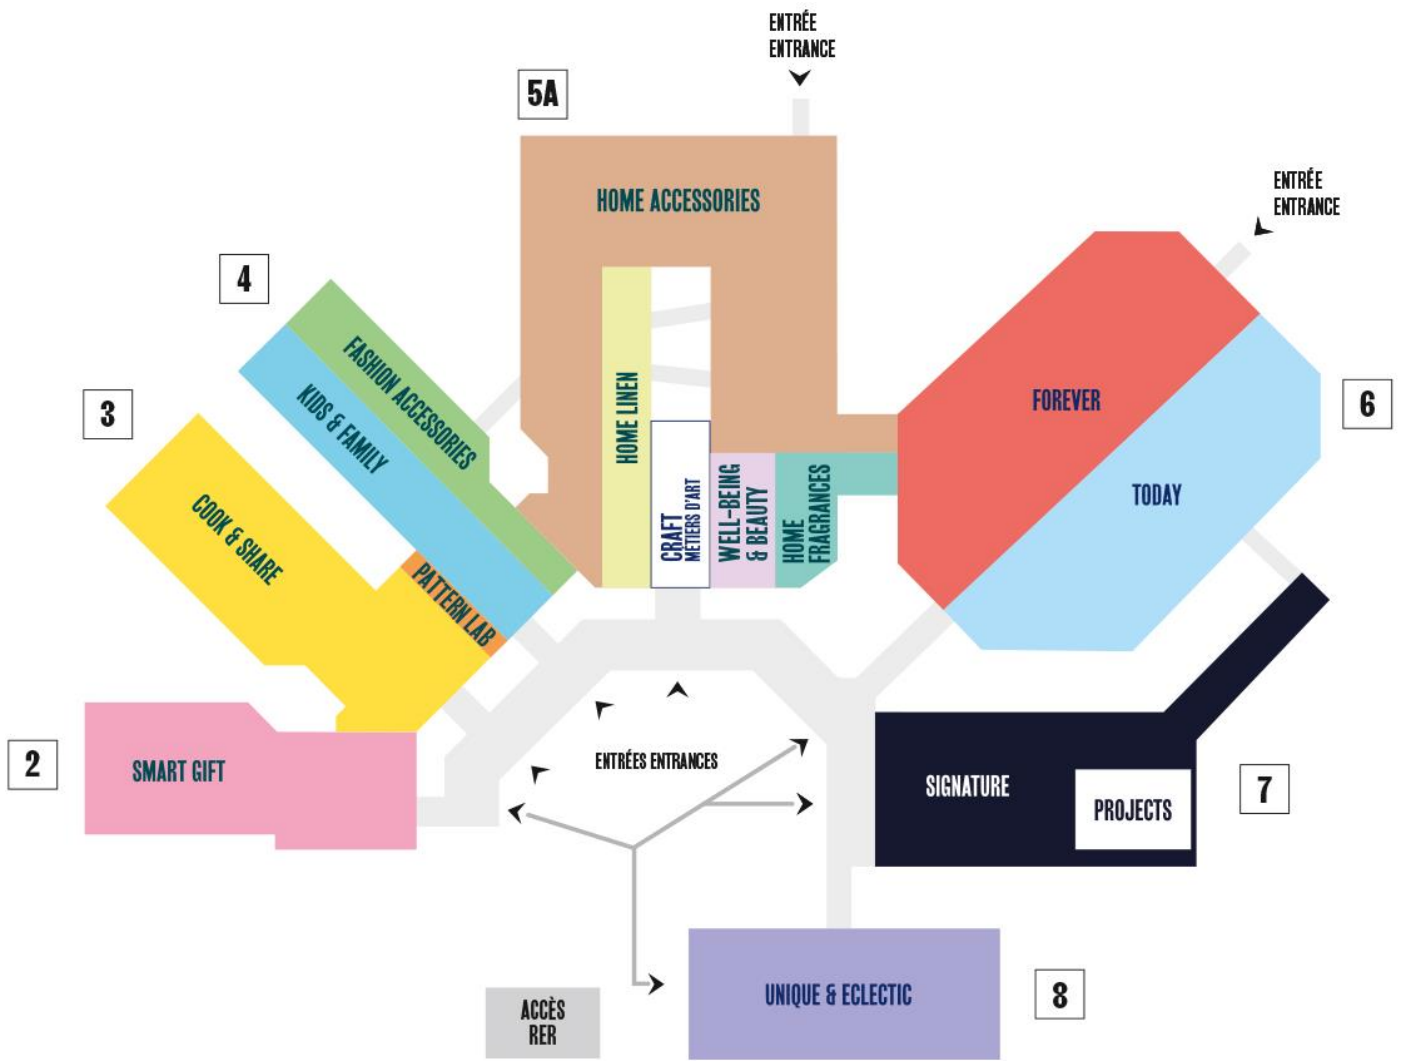 ENTRÉE
ENTRANCE
5A
ENTRÉE
ENTRANCE
HOME ACCESSORIES
4
FASHION ACCESSORIES
KIDS & FAMILY
3
COOK & SHARE
PATTERN LAB
HOME LINEN
CRAFT
METIERS D'ART
WELL-BEING
& BEAUTY
HOME
FRAGRANCES
FOREVER
TODAY
6
2
SMART GIFT
ENTRÉES ENTRANCES
SIGNATURE
PROJECTS
7
ACCÈS
RER
UNIQUE & ECLECTIC
8